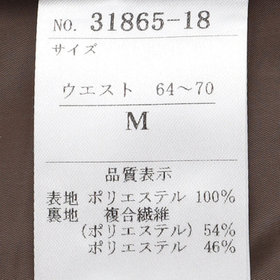 NO. 31865-18
サイズ
ウエスト 64～70
M
品質表示
表地 ポリエステル 100%
裏地 複合繊維
(ポリエステル) 54%
ポリエステル 46%